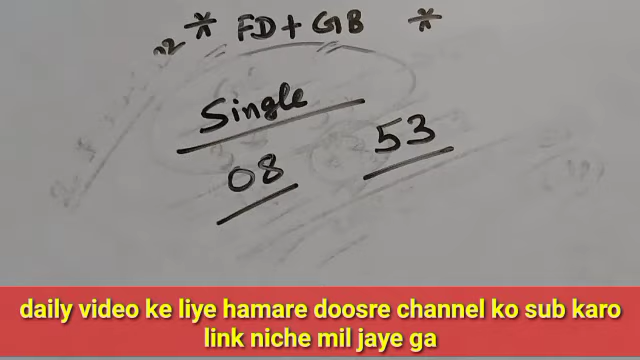 * FD + GB *
Single
08 53
daily video ke liye hamare doosre channel ko sub karo
link niche mil jaye ga